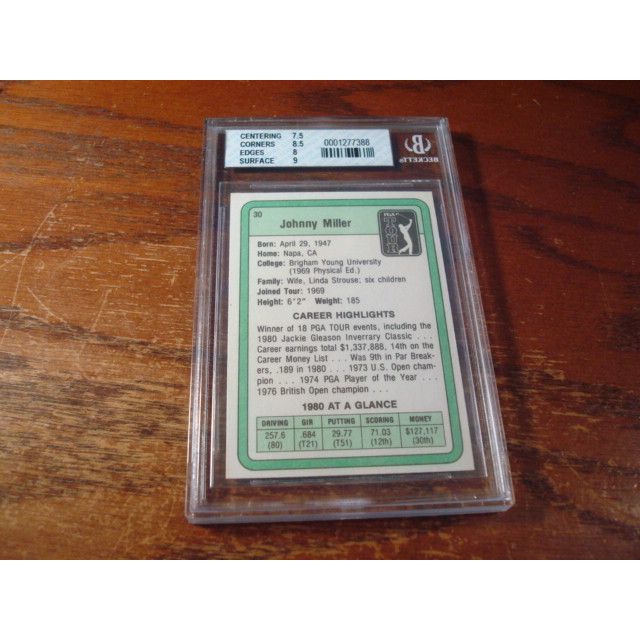 CENTERING 7.5
CORNERS 8.5
EDGES 8
SURFACE 9
0001277388
B
BECKETT
30
Johnny Miller
PGA
TOUR
Born: April 29, 1947
Home: Napa, CA
College: Brigham Young University
(1969 Physical Ed.)
Family: Wife, Linda Strouse; six children
Joined Tour: 1969
Height: 6'2" Weight: 185
CAREER HIGHLIGHTS
Winner of 18 PGA TOUR events, including the
1980 Jackie Gleason Inverrary Classic . . .
Career earnings total $1,337,888, 14th on the
Career Money List . . . Was 9th in Par Break-
ers, .189 in 1980 . . . 1973 U.S. Open cham-
pion . . . 1974 PGA Player of the Year . . .
1976 British Open champion . . .
1980 AT A GLANCE
DRIVING GIR PUTTING SCORING MONEY
257.6 .684 29.77 71.03 $127,117
(80) (T21) (T51) (12th) (30th)